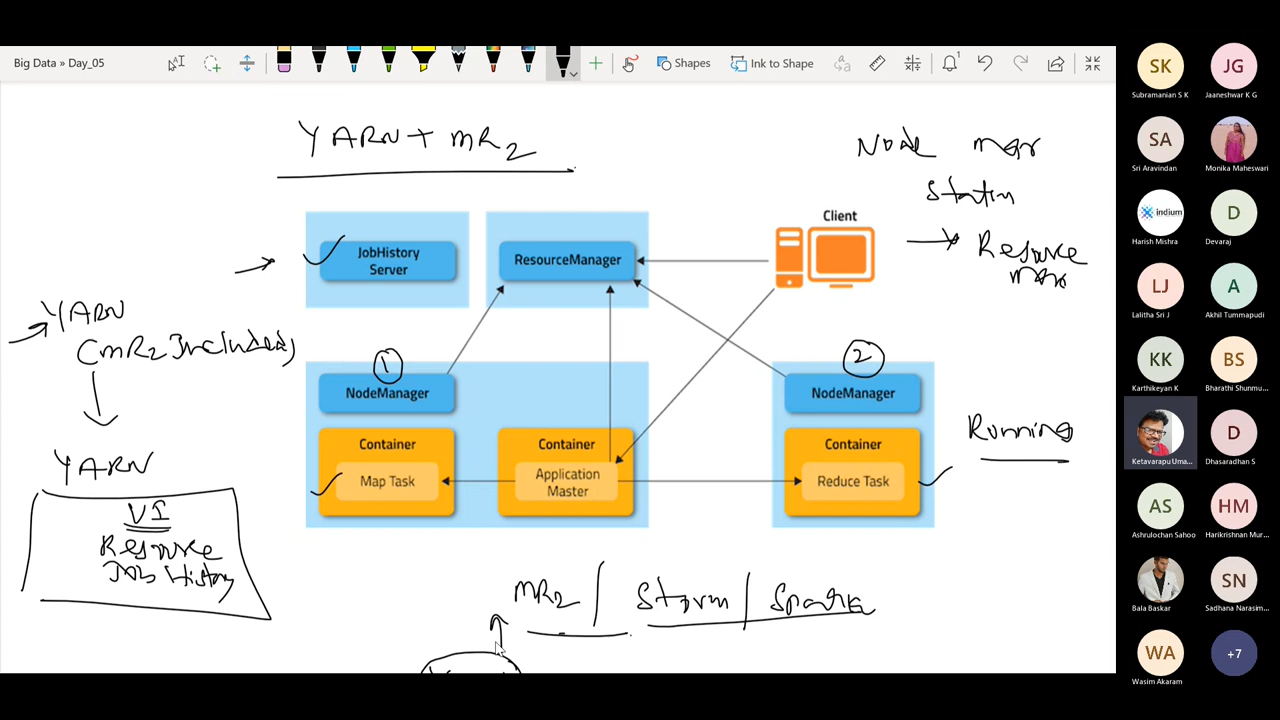 Big Data » Day_05
Shapes
Ink to Shape
YARN + MR2
Node mgr
Resource
mgr
Client
JobHistory
Server
ResourceManager
YARN
(MR2 Included)
1
NodeManager
Container
Map Task
Container
Application
Master
2
NodeManager
Container
Reduce Task
Running
YARN
UI
Resource
Job History
MR2 | Storm | Spark
SK
Subramanian S K
JG
Jaaneshwar K G
SA
Sri Aravindan
Monika Maheswari
indium
Harish Mishra
D
Devaraj
LJ
Lalitha Sri J
A
Akhil Tummapudi
KK
Karthikeyan K
BS
Bharathi Shunmu...
Ketavarapu Uma...
D
Dhasaradhan S
AS
Ashrulochan Sahoo
HM
Harikrishnan Mur...
Bala Baskar
SN
Sadhana Narasim...
WA
Wasim Akaram
+7